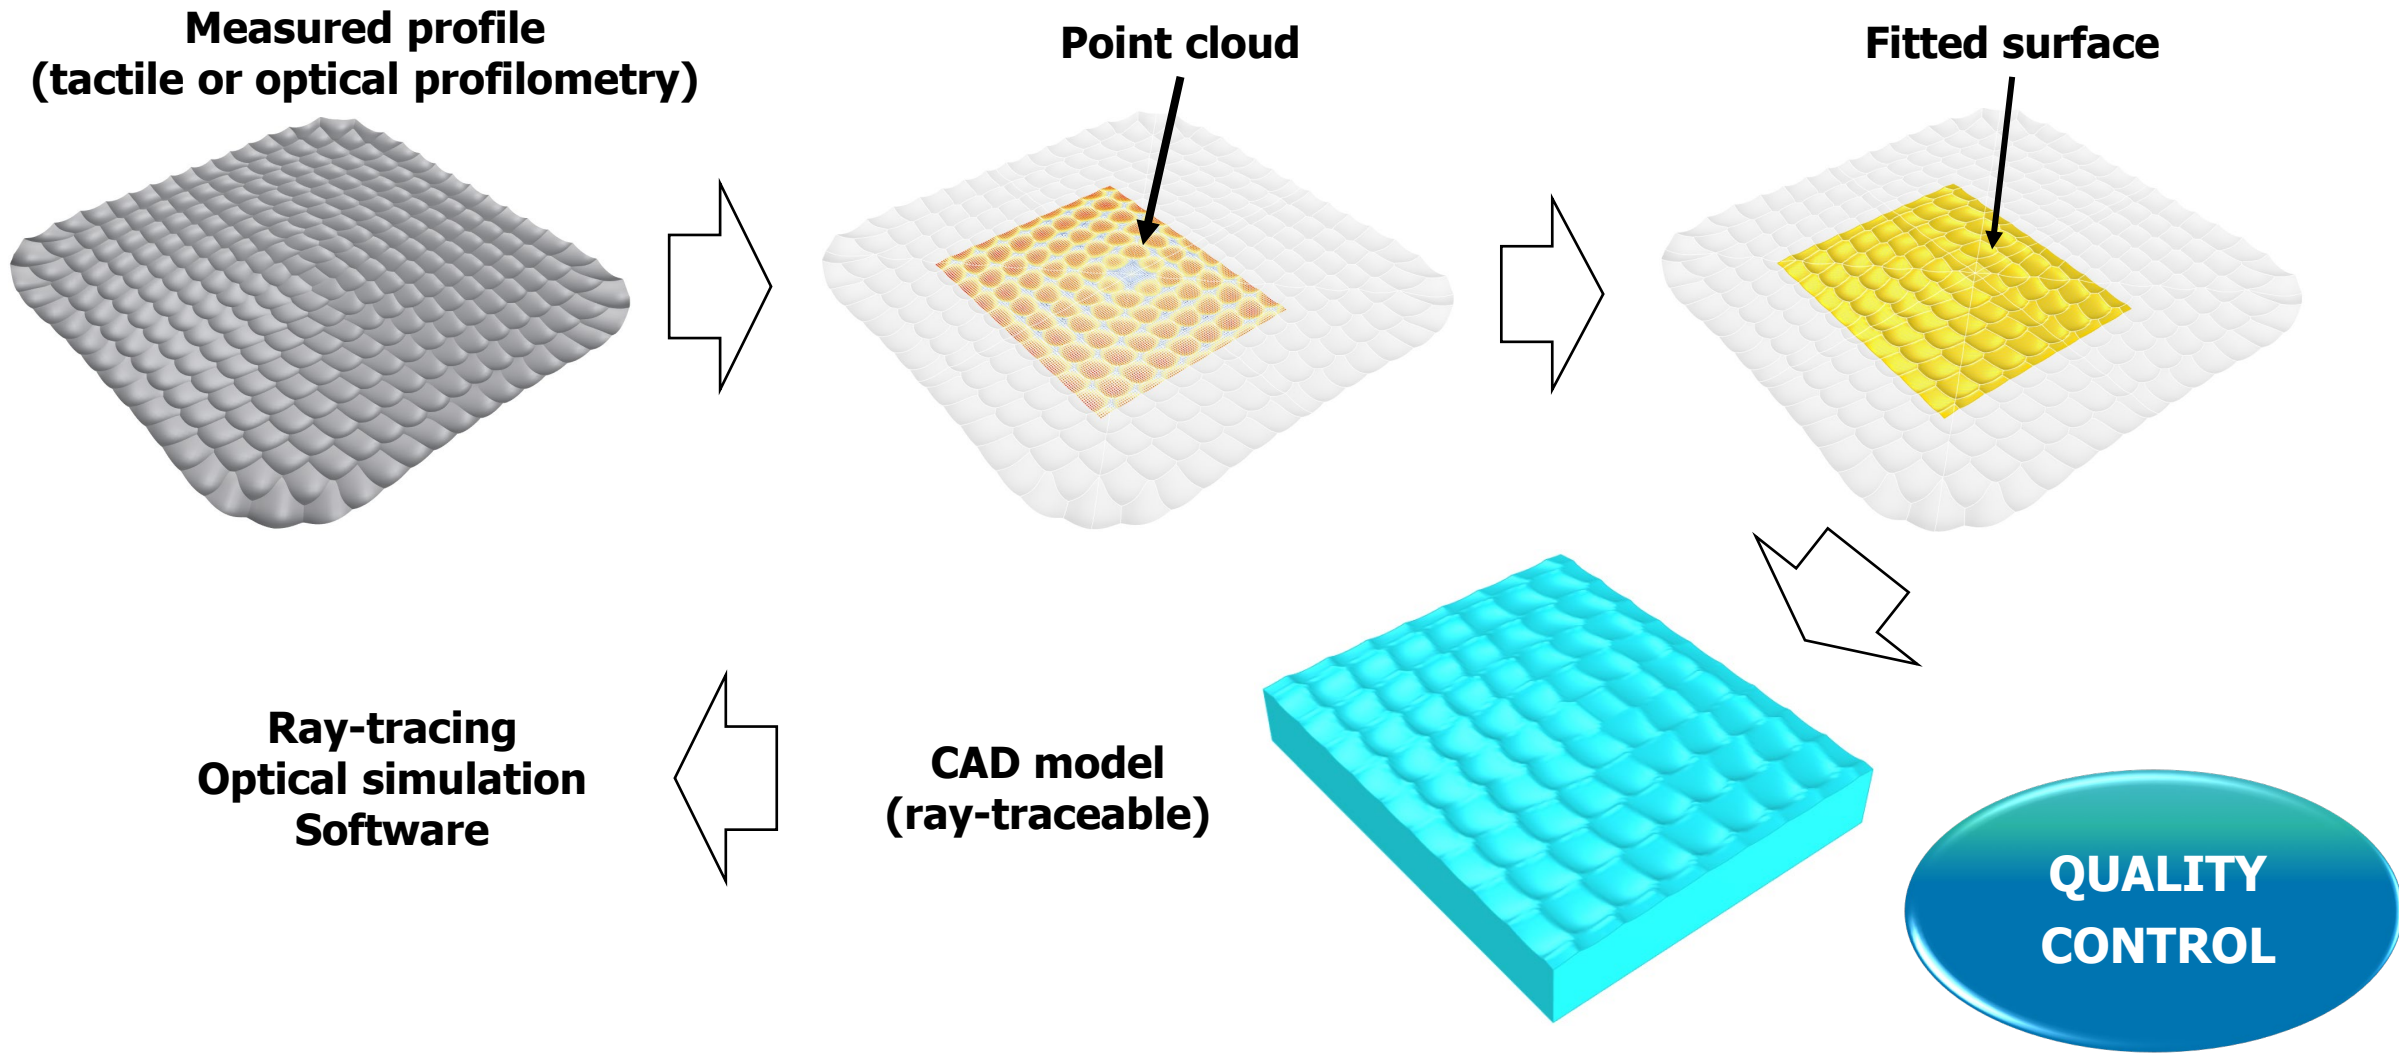 Measured profile
(tactile or optical profilometry)
Point cloud
Fitted surface
Ray-tracing
Optical simulation
Software
CAD model
(ray-traceable)
QUALITY
CONTROL